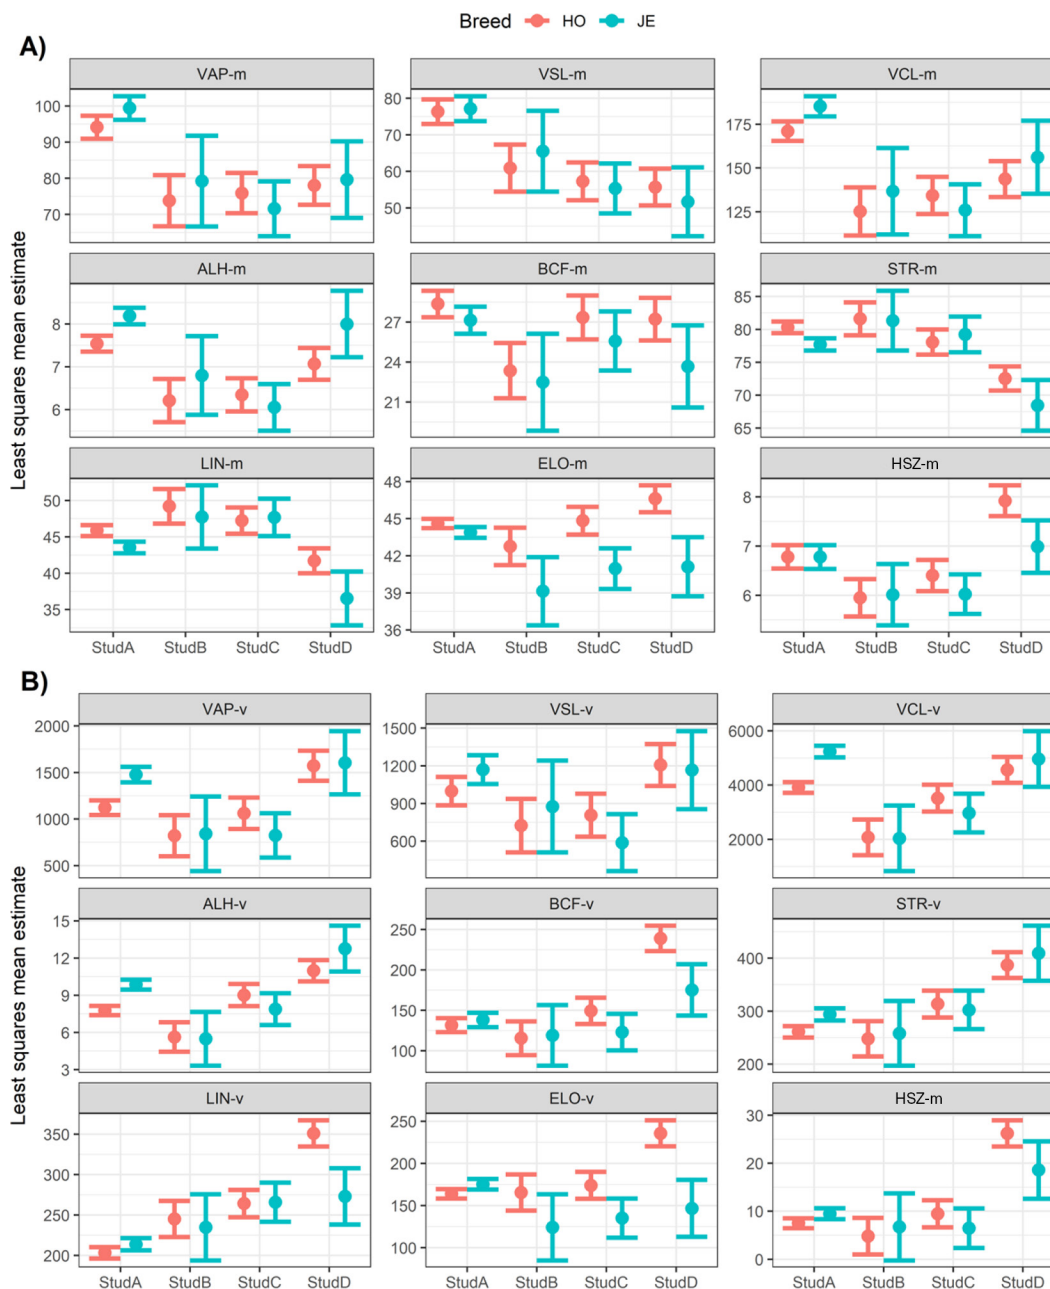 Breed HO JE
A)
Least squares mean estimate
VAP-m VSL-m VCL-m
100 90 80 70
80 70 60 50
175 150 125
ALH-m BCF-m STR-m
8 7 6
27 24 21
85 80 75 70 65
LIN-m ELO-m HSZ-m
50 45 40 35
48 45 42 39 36
8 7 6
StudA StudB StudC StudD StudA StudB StudC StudD StudA StudB StudC StudD
B)
Least squares mean estimate
VAP-v VSL-v VCL-v
2000 1500 1000 500
1500 1200 900 600
6000 4000 2000
ALH-v BCF-v STR-v
15 12 9 6 3
250 200 150 100
400 300 200
LIN-v ELO-v HSZ-m
350 300 250 200
250 200 150 100
30 20 10 0
StudA StudB StudC StudD StudA StudB StudC StudD StudA StudB StudC StudD